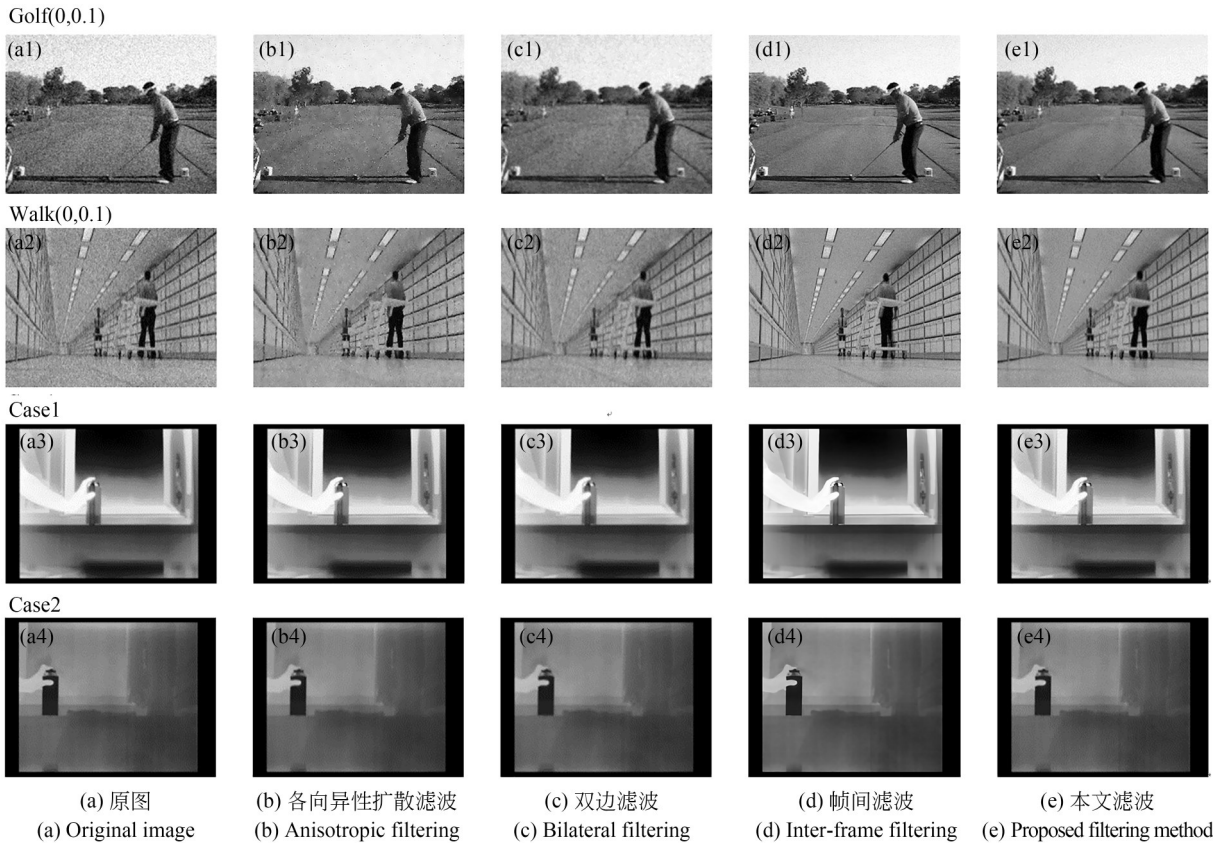 Golf(0,0.1)
(a1) (b1) (c1) (d1) (e1)
Walk(0,0.1)
(a2) (b2) (c2) (d2) (e2)
Case1
(a3) (b3) (c3) (d3) (e3)
Case2
(a4) (b4) (c4) (d4) (e4)
(a) 原图 (b) 各向异性扩散滤波 (c) 双边滤波 (d) 帧间滤波 (e) 本文滤波
(a) Original image (b) Anisotropic filtering (c) Bilateral filtering (d) Inter-frame filtering (e) Proposed filtering method